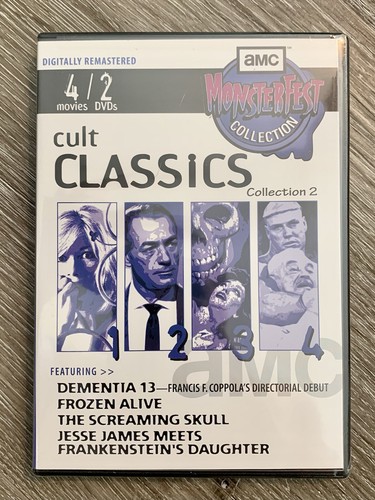 DIGITALLY REMASTERED
4/2
movies DVDs
amc
MONSTERFEST
COLLECTION
cult
CLASSiCS
Collection 2
1 2 3 4
amc
FEATURING >>
DEMENTIA 13—FRANCIS F. COPPOLA'S DIRECTORIAL DEBUT
FROZEN ALIVE
THE SCREAMING SKULL
JESSE JAMES MEETS
FRANKENSTEIN'S DAUGHTER